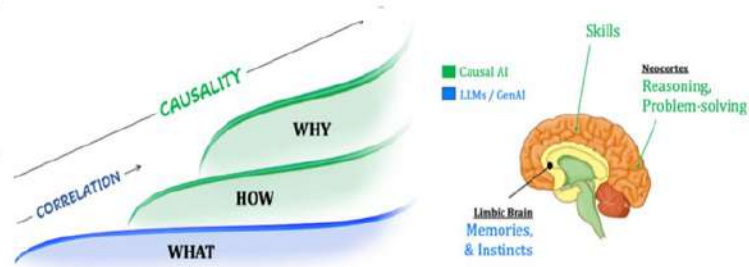 CAUSALITY
CORRELATION
WHY
HOW
WHAT
Skills
Causal AI
LLMs / GenAI
Neocortex
Reasoning,
Problem-solving
Limbic Brain
Memories,
& Instincts